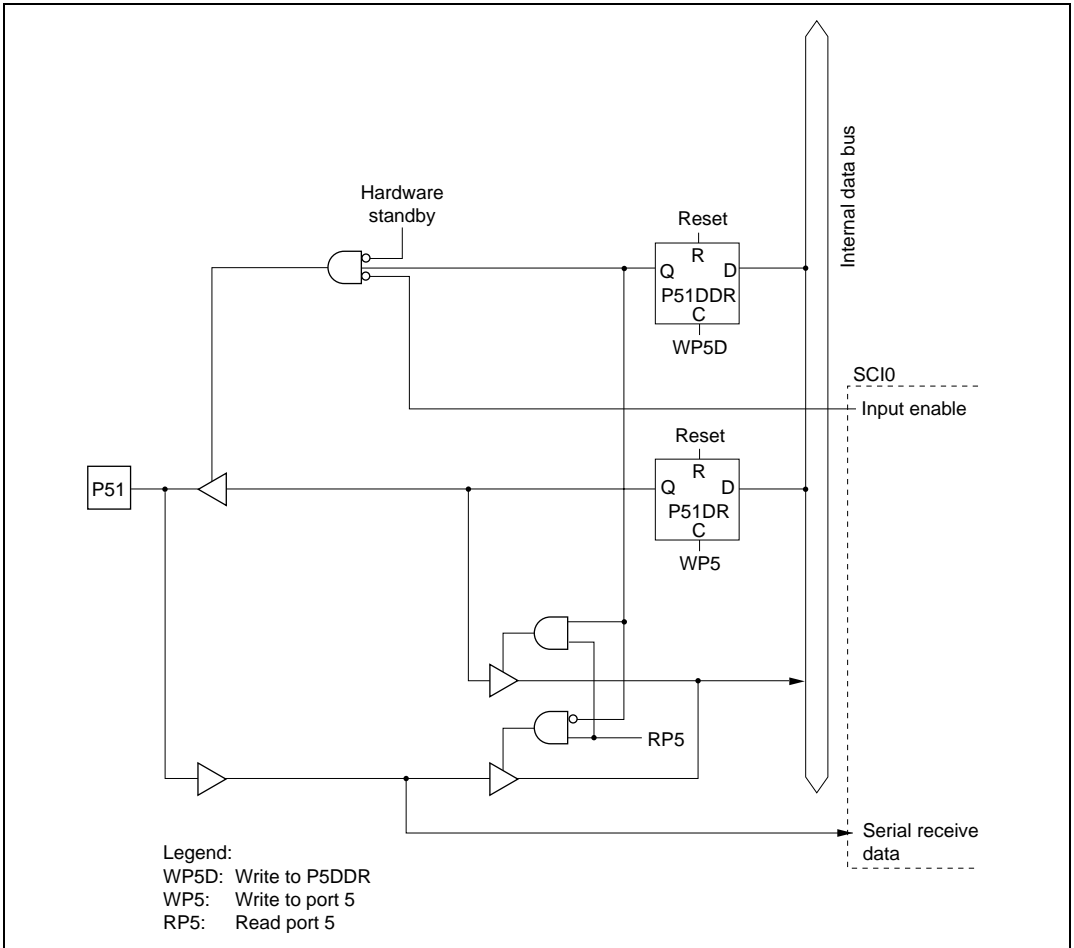 Hardware
standby
Reset
R
Q D
P51DDR
C
WP5D
Internal data bus
SCI0
Input enable
Reset
R
Q D
P51DR
C
WP5
P51
RP5
Serial receive
data
Legend:
WP5D: Write to P5DDR
WP5: Write to port 5
RP5: Read port 5